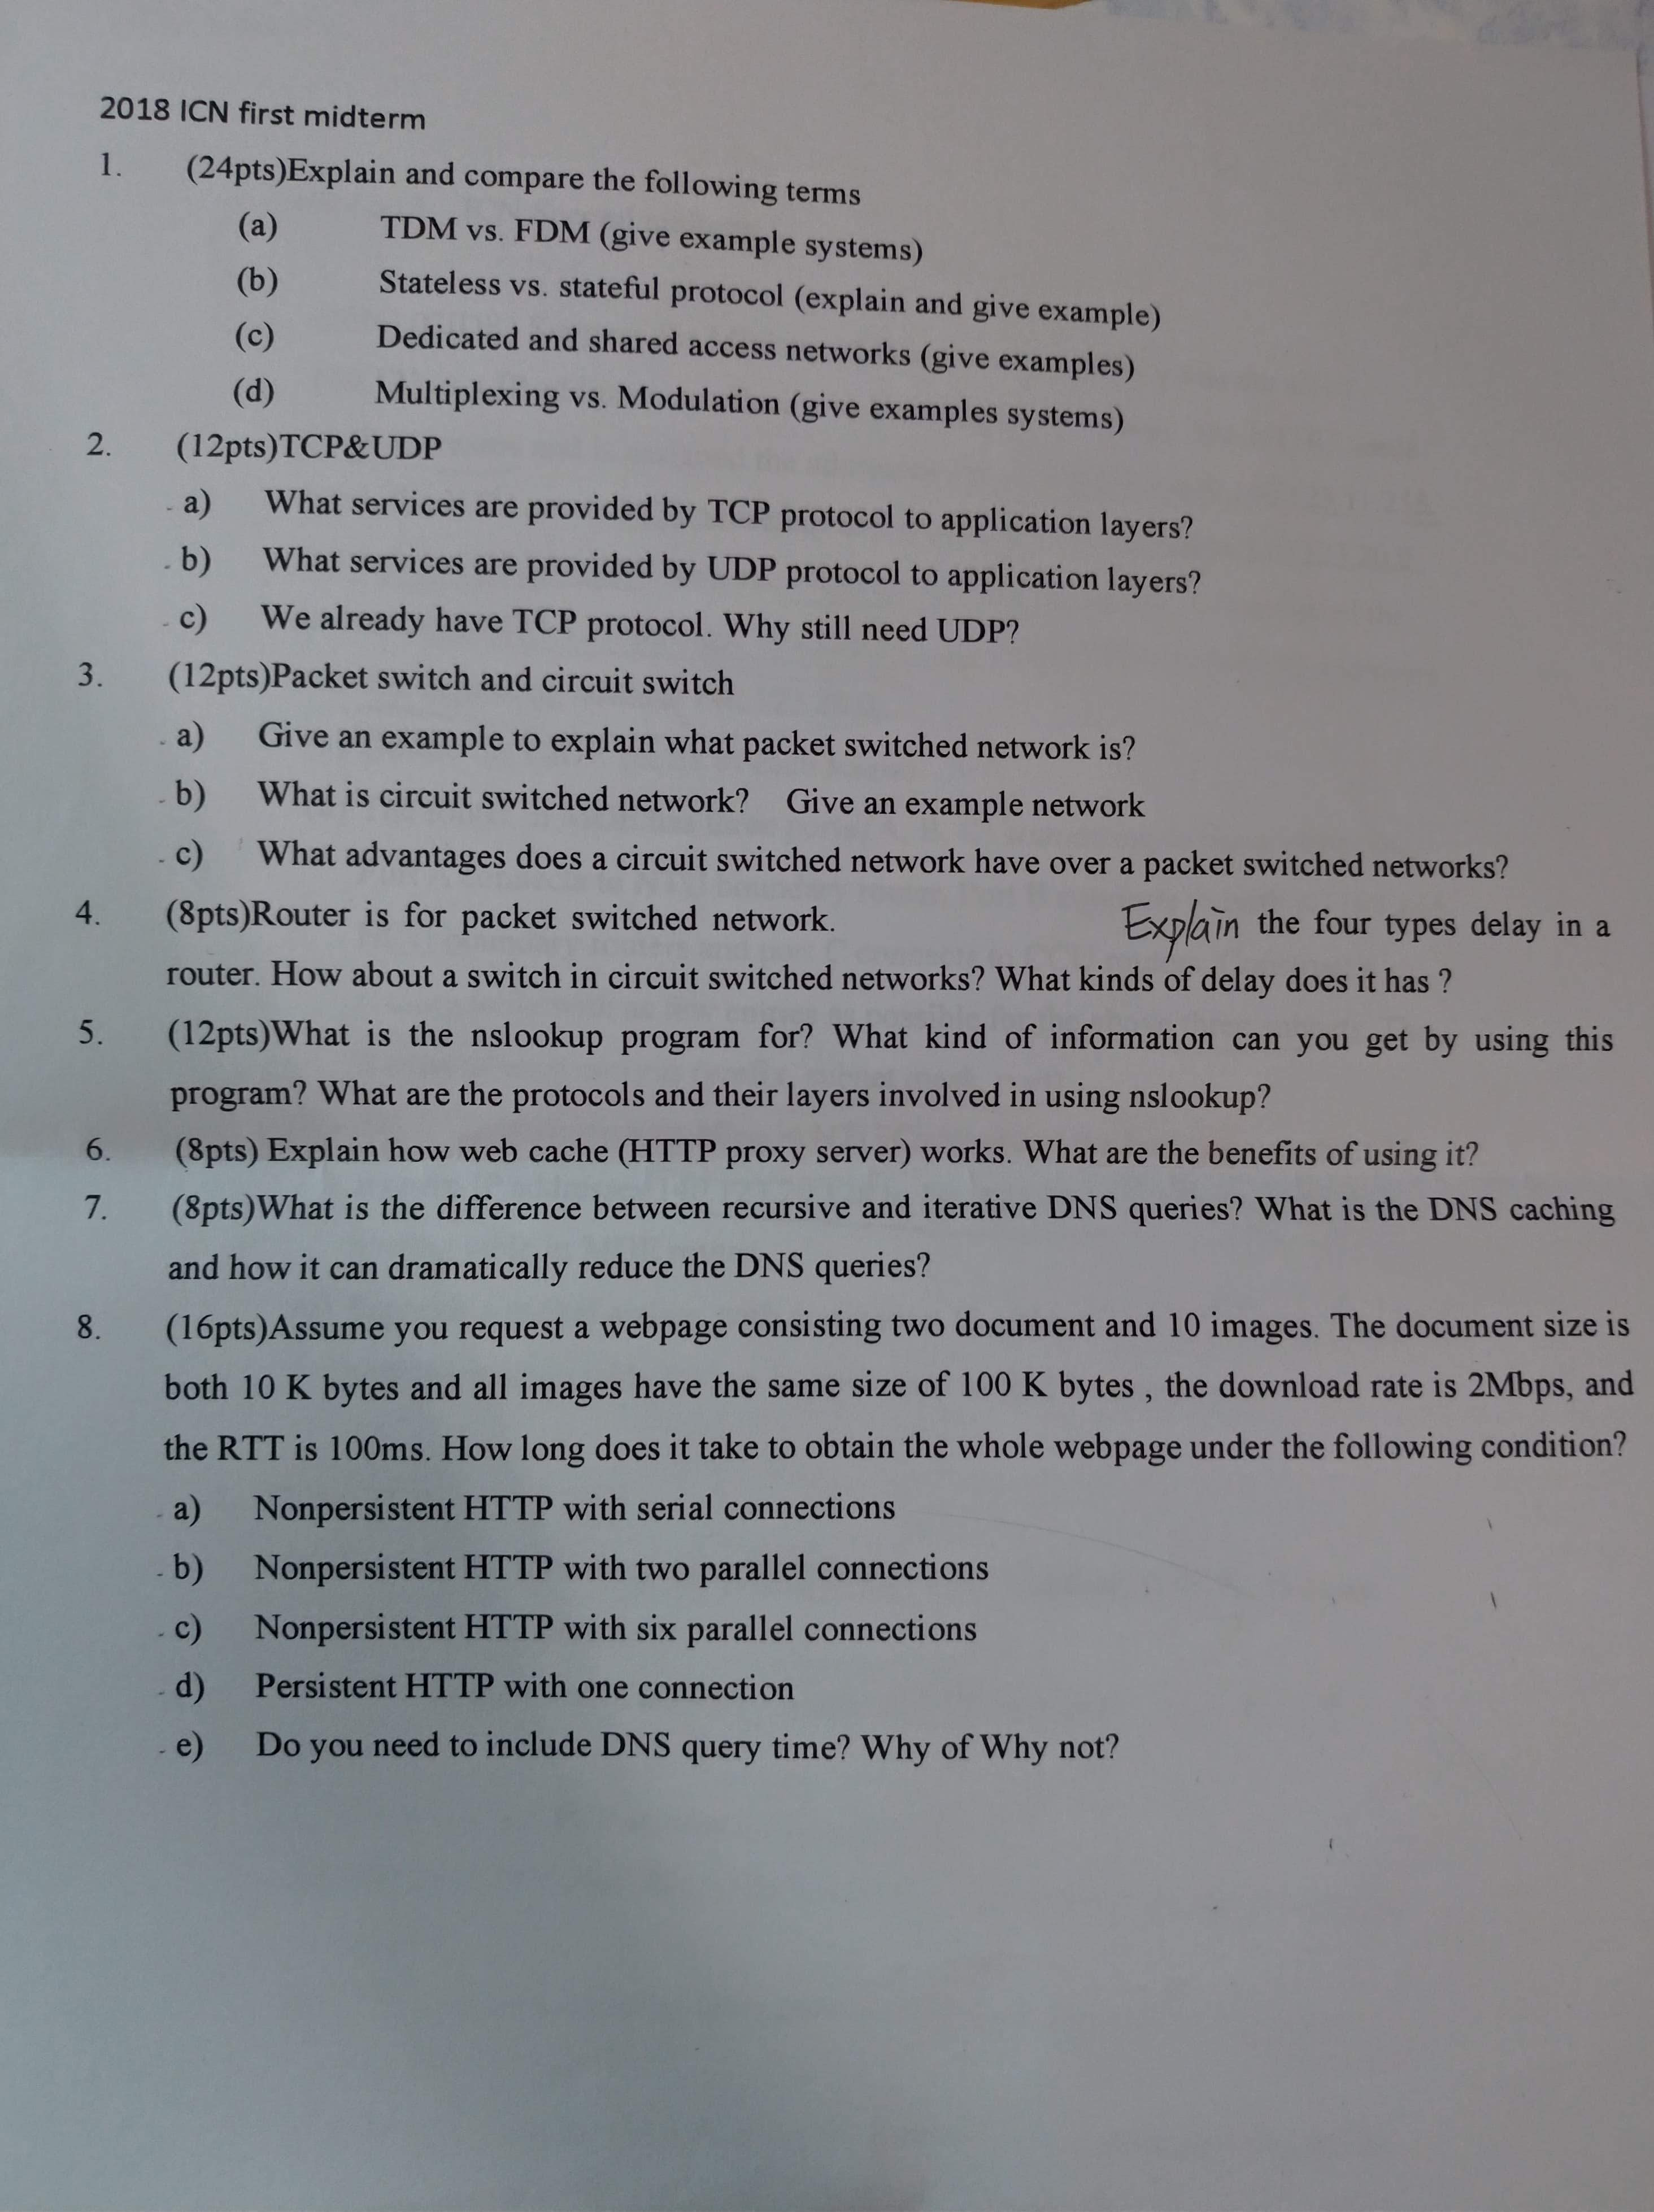 2018 ICN first midterm
1. (24pts)Explain and compare the following terms
(a) TDM vs. FDM (give example systems)
(b) Stateless vs. stateful protocol (explain and give example)
(c) Dedicated and shared access networks (give examples)
(d) Multiplexing vs. Modulation (give examples systems)
2. (12pts)TCP&UDP
a) What services are provided by TCP protocol to application layers?
b) What services are provided by UDP protocol to application layers?
c) We already have TCP protocol. Why still need UDP?
3. (12pts)Packet switch and circuit switch
a) Give an example to explain what packet switched network is?
b) What is circuit switched network? Give an example network
c) What advantages does a circuit switched network have over a packet switched networks?
4. (8pts)Router is for packet switched network. Explain the four types delay in a
router. How about a switch in circuit switched networks? What kinds of delay does it has ?
5. (12pts)What is the nslookup program for? What kind of information can you get by using this
program? What are the protocols and their layers involved in using nslookup?
6. (8pts) Explain how web cache (HTTP proxy server) works. What are the benefits of using it?
7. (8pts)What is the difference between recursive and iterative DNS queries? What is the DNS caching
and how it can dramatically reduce the DNS queries?
8. (16pts)Assume you request a webpage consisting two document and 10 images. The document size is
both 10 K bytes and all images have the same size of 100 K bytes , the download rate is 2Mbps, and
the RTT is 100ms. How long does it take to obtain the whole webpage under the following condition?
a) Nonpersistent HTTP with serial connections
b) Nonpersistent HTTP with two parallel connections
c) Nonpersistent HTTP with six parallel connections
d) Persistent HTTP with one connection
e) Do you need to include DNS query time? Why of Why not?